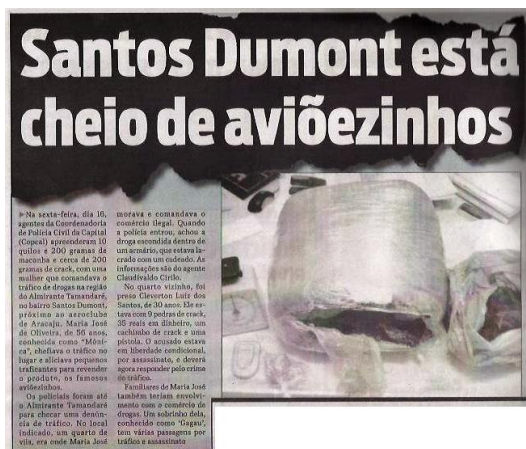 Santos Dumont está
cheio de aviõezinhos
Na sexta-feira, dia 16,
agentes da Coordenadoria
de Polícia Civil da Capital
(Copcal) apreenderam 10
quilos e 200 gramas de
maconha e cerca de 200
gramas de crack, com uma
mulher que comandava o
tráfico de drogas na região
do Almirante Tamandaré,
no bairro Santos Dumont,
próximo ao aeroclube
de Aracaju. Maria José
de Oliveira, de 56 anos,
conhecida como "Môni-
ca", chefiava o tráfico no
lugar e aliciava pequenos
traficantes para revender
o produto, os famosos
aviõezinhos.
Os policiais foram até
o Almirante Tamandaré
para checar uma denún-
cia de tráfico. No local
indicado, um quarto de
vila, era onde Maria José
morava e comandava o
comércio ilegal. Quando
a polícia entrou, achou a
droga escondida dentro de
um armário, que estava la-
crado com um cadeado. As
informações são do agente
Claudivaldo Cirilo.
No quarto vizinho, foi
preso Cleverton Luiz dos
Santos, de 30 anos. Ele es-
tava com 9 pedras de crack,
35 reais em dinheiro, um
cachimbo de crack e uma
pistola. O acusado estava
em liberdade condicional,
por assassinato, e deverá
agora responder pelo crime
de tráfico.
Familiares de Maria José
também teriam envolvi-
mento com o comércio de
drogas. Um sobrinho dela,
conhecido como 'Gagau',
tem várias passagens por
tráfico e assassinato